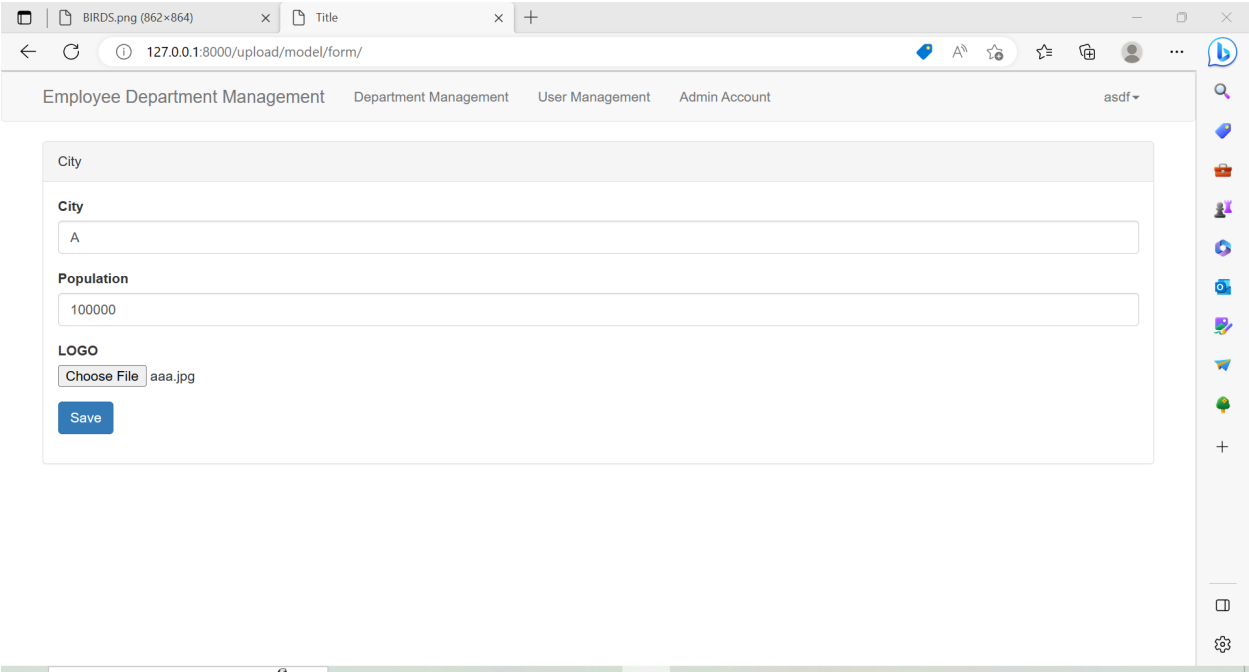 BIRDS.png (862×864)
Title
127.0.0.1:8000/upload/model/form/
Employee Department Management
Department Management
User Management
Admin Account
asdf
City
City
A
Population
100000
LOGO
Choose File aaa.jpg
Save